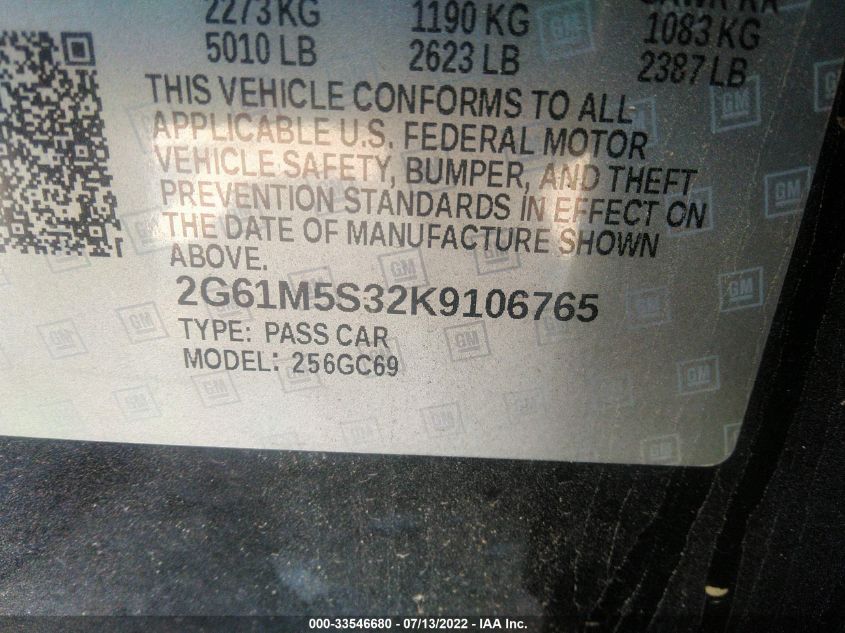 2273 KG 1190 KG 1083 KG
5010 LB 2623 LB 2387 LB
THIS VEHICLE CONFORMS TO ALL
APPLICABLE U.S. FEDERAL MOTOR
VEHICLE SAFETY, BUMPER, AND THEFT
PREVENTION STANDARDS IN EFFECT ON
THE DATE OF MANUFACTURE SHOWN
ABOVE.
2G61M5S32K9106765
TYPE: PASS CAR
MODEL: 256GC69
GM
000-33546680 - 07/13/2022 - IAA Inc.